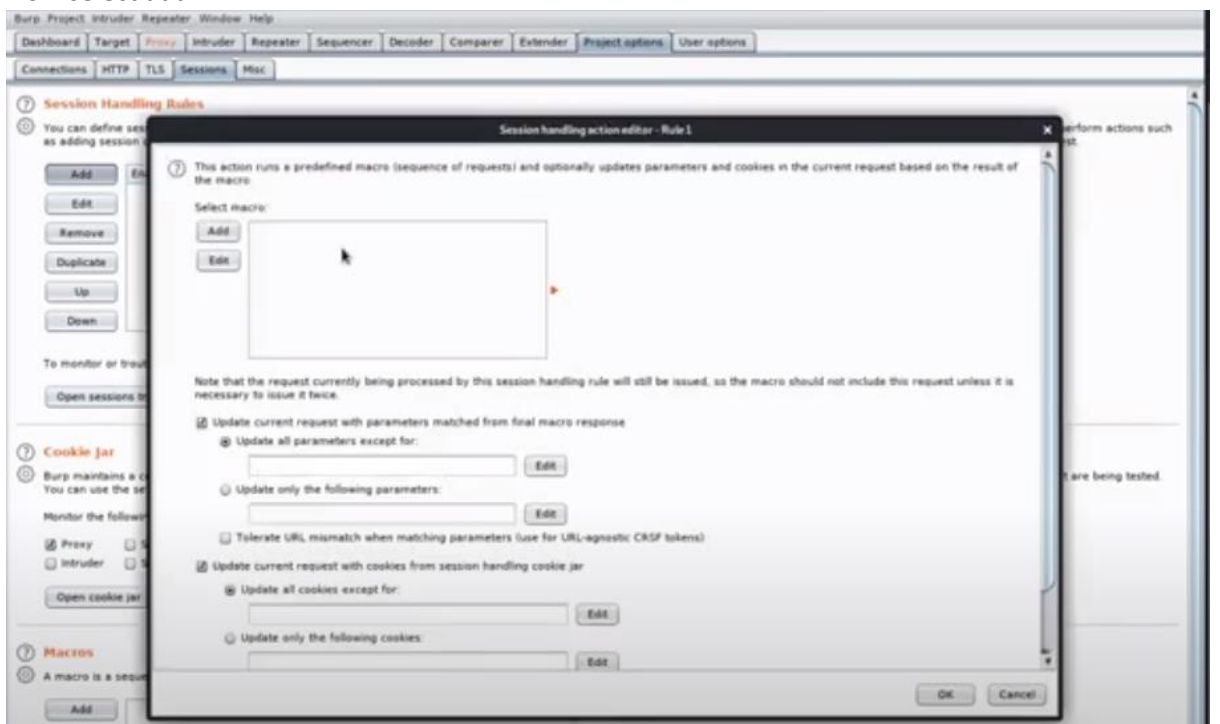 Burp Project Intruder Repeater Window Help
Dashboard Target Proxy Intruder Repeater Sequencer Decoder Comparer Extender Project options User options
Connections HTTP TLS Sessions Misc
Session Handling Rules
You can define ses
erform actions such
as adding session
st.
Session handling action editor - Rule 1
This action runs a predefined macro (sequence of requests) and optionally updates parameters and cookies in the current request based on the result of
the macro
Select macro:
Add
Edit
Add
Edit
Remove
Duplicate
Up
Down
To monitor or troub
Open sessions tr
Note that the request currently being processed by this session handling rule will still be issued, so the macro should not include this request unless it is
necessary to issue it twice.
Update current request with parameters matched from final macro response
Update all parameters except for:
Edit
Update only the following parameters:
Edit
Tolerate URL mismatch when matching parameters (use for URL-agnostic CRSF tokens)
Update current request with cookies from session handling cookie jar
Update all cookies except for:
Edit
Update only the following cookies:
Edit
OK Cancel
Cookie Jar
Burp maintains a c
t are being tested.
You can use the se
Monitor the followin
Proxy S
Intruder
Open cookie jar
Macros
A macro is a seque
Add